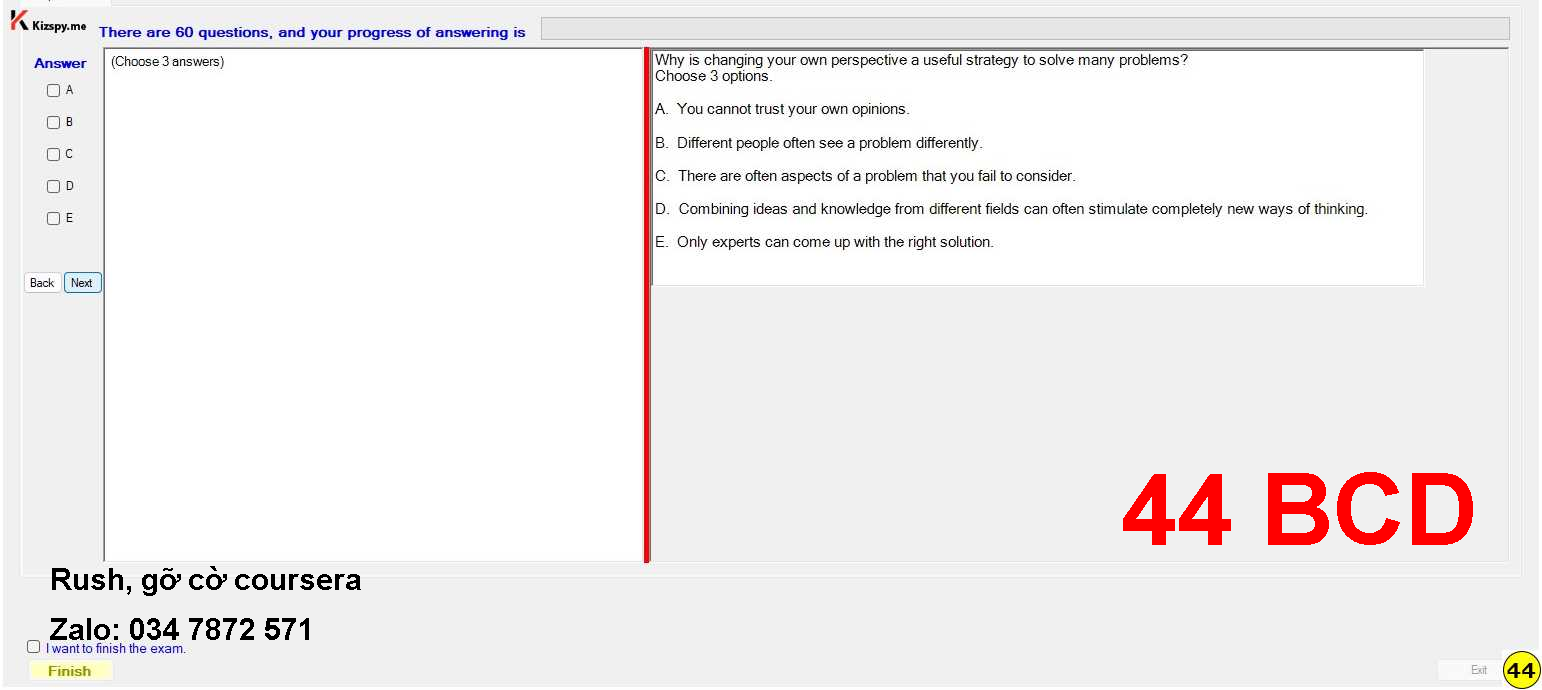 Kizspy.me
There are 60 questions, and your progress of answering is
Answer
A
B
C
D
E
Back
Next
(Choose 3 answers)
Why is changing your own perspective a useful strategy to solve many problems?
Choose 3 options.
A. You cannot trust your own opinions.
B. Different people often see a problem differently.
C. There are often aspects of a problem that you fail to consider.
D. Combining ideas and knowledge from different fields can often stimulate completely new ways of thinking.
E. Only experts can come up with the right solution.
44 BCD
Rush, gỡ cờ coursera
Zalo: 034 7872 571
I want to finish the exam.
Finish
Exit
44